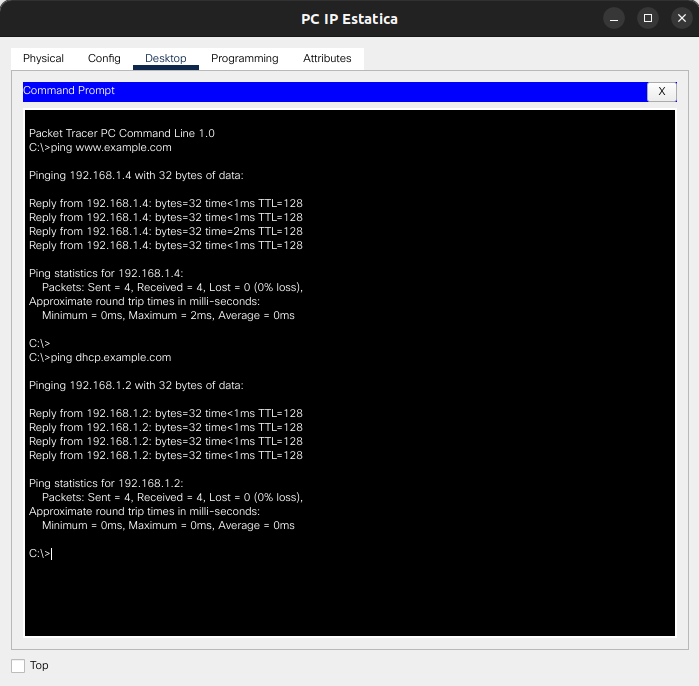 PC IP Estatica
Physical Config Desktop Programming Attributes
Command Prompt X
Packet Tracer PC Command Line 1.0
C:\>ping www.example.com
Pinging 192.168.1.4 with 32 bytes of data:
Reply from 192.168.1.4: bytes=32 time<1ms TTL=128
Reply from 192.168.1.4: bytes=32 time<1ms TTL=128
Reply from 192.168.1.4: bytes=32 time=2ms TTL=128
Reply from 192.168.1.4: bytes=32 time<1ms TTL=128
Ping statistics for 192.168.1.4:
Packets: Sent = 4, Received = 4, Lost = 0 (0% loss),
Approximate round trip times in milli-seconds:
Minimum = 0ms, Maximum = 2ms, Average = 0ms
C:\>
C:\>ping dhcp.example.com
Pinging 192.168.1.2 with 32 bytes of data:
Reply from 192.168.1.2: bytes=32 time<1ms TTL=128
Reply from 192.168.1.2: bytes=32 time<1ms TTL=128
Reply from 192.168.1.2: bytes=32 time<1ms TTL=128
Reply from 192.168.1.2: bytes=32 time<1ms TTL=128
Ping statistics for 192.168.1.2:
Packets: Sent = 4, Received = 4, Lost = 0 (0% loss),
Approximate round trip times in milli-seconds:
Minimum = 0ms, Maximum = 0ms, Average = 0ms
C:\>
Top